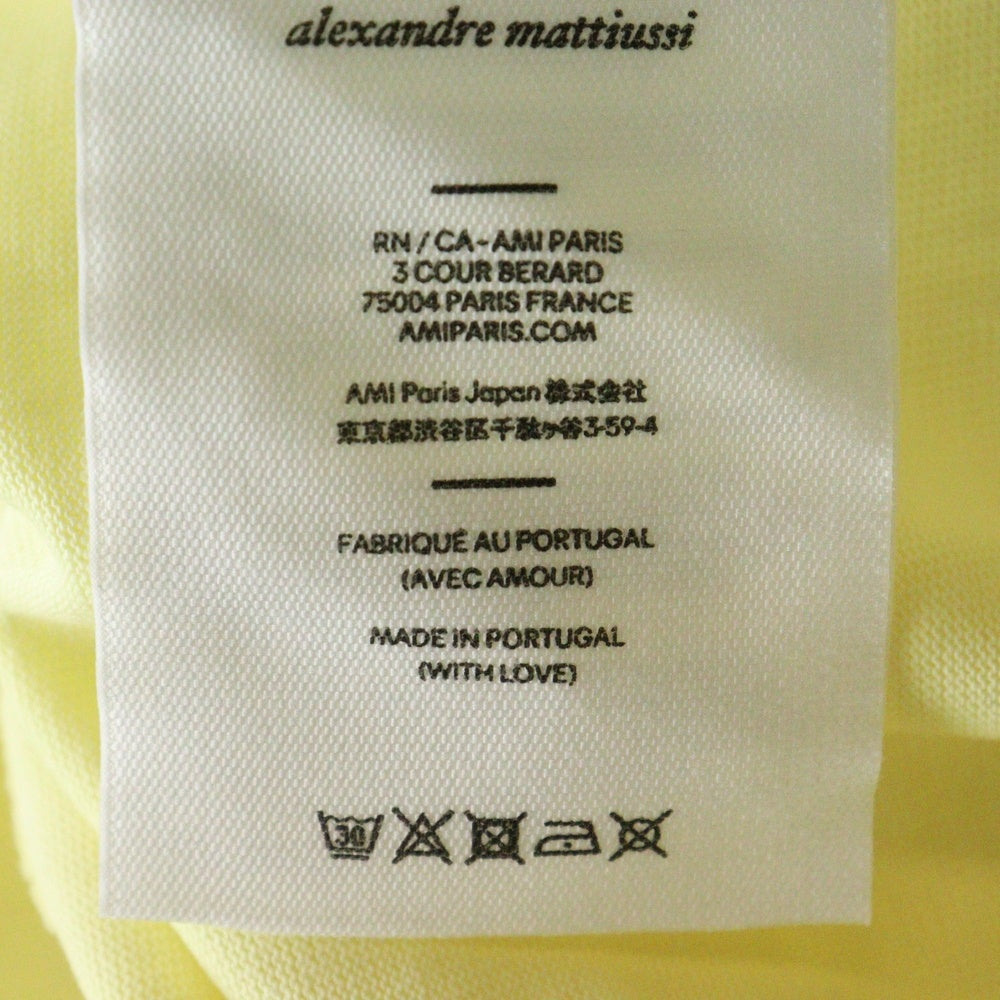 alexandre mattiussi
RN / CA - AMI PARIS
3 COUR BERARD
75004 PARIS FRANCE
AMIPARIS.COM
AMI Paris Japan 株式会社
東京都渋谷区千駄ヶ谷3-59-4
FABRIQUÉ AU PORTUGAL
(AVEC AMOUR)
MADE IN PORTUGAL
(WITH LOVE)
30